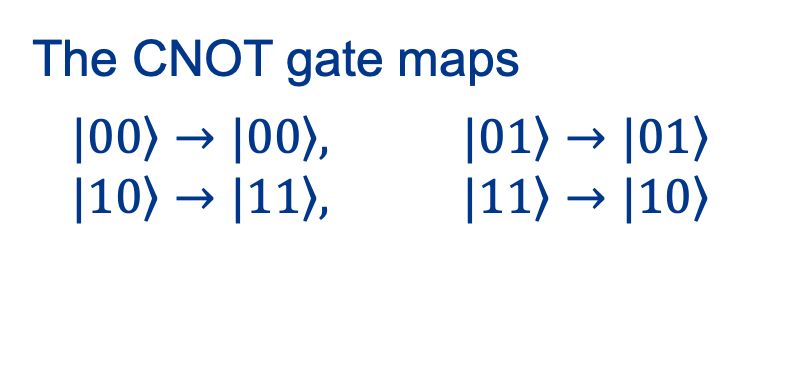 The CNOT gate maps
|00⟩ → |00⟩, |01⟩ → |01⟩
|10⟩ → |11⟩, |11⟩ → |10⟩